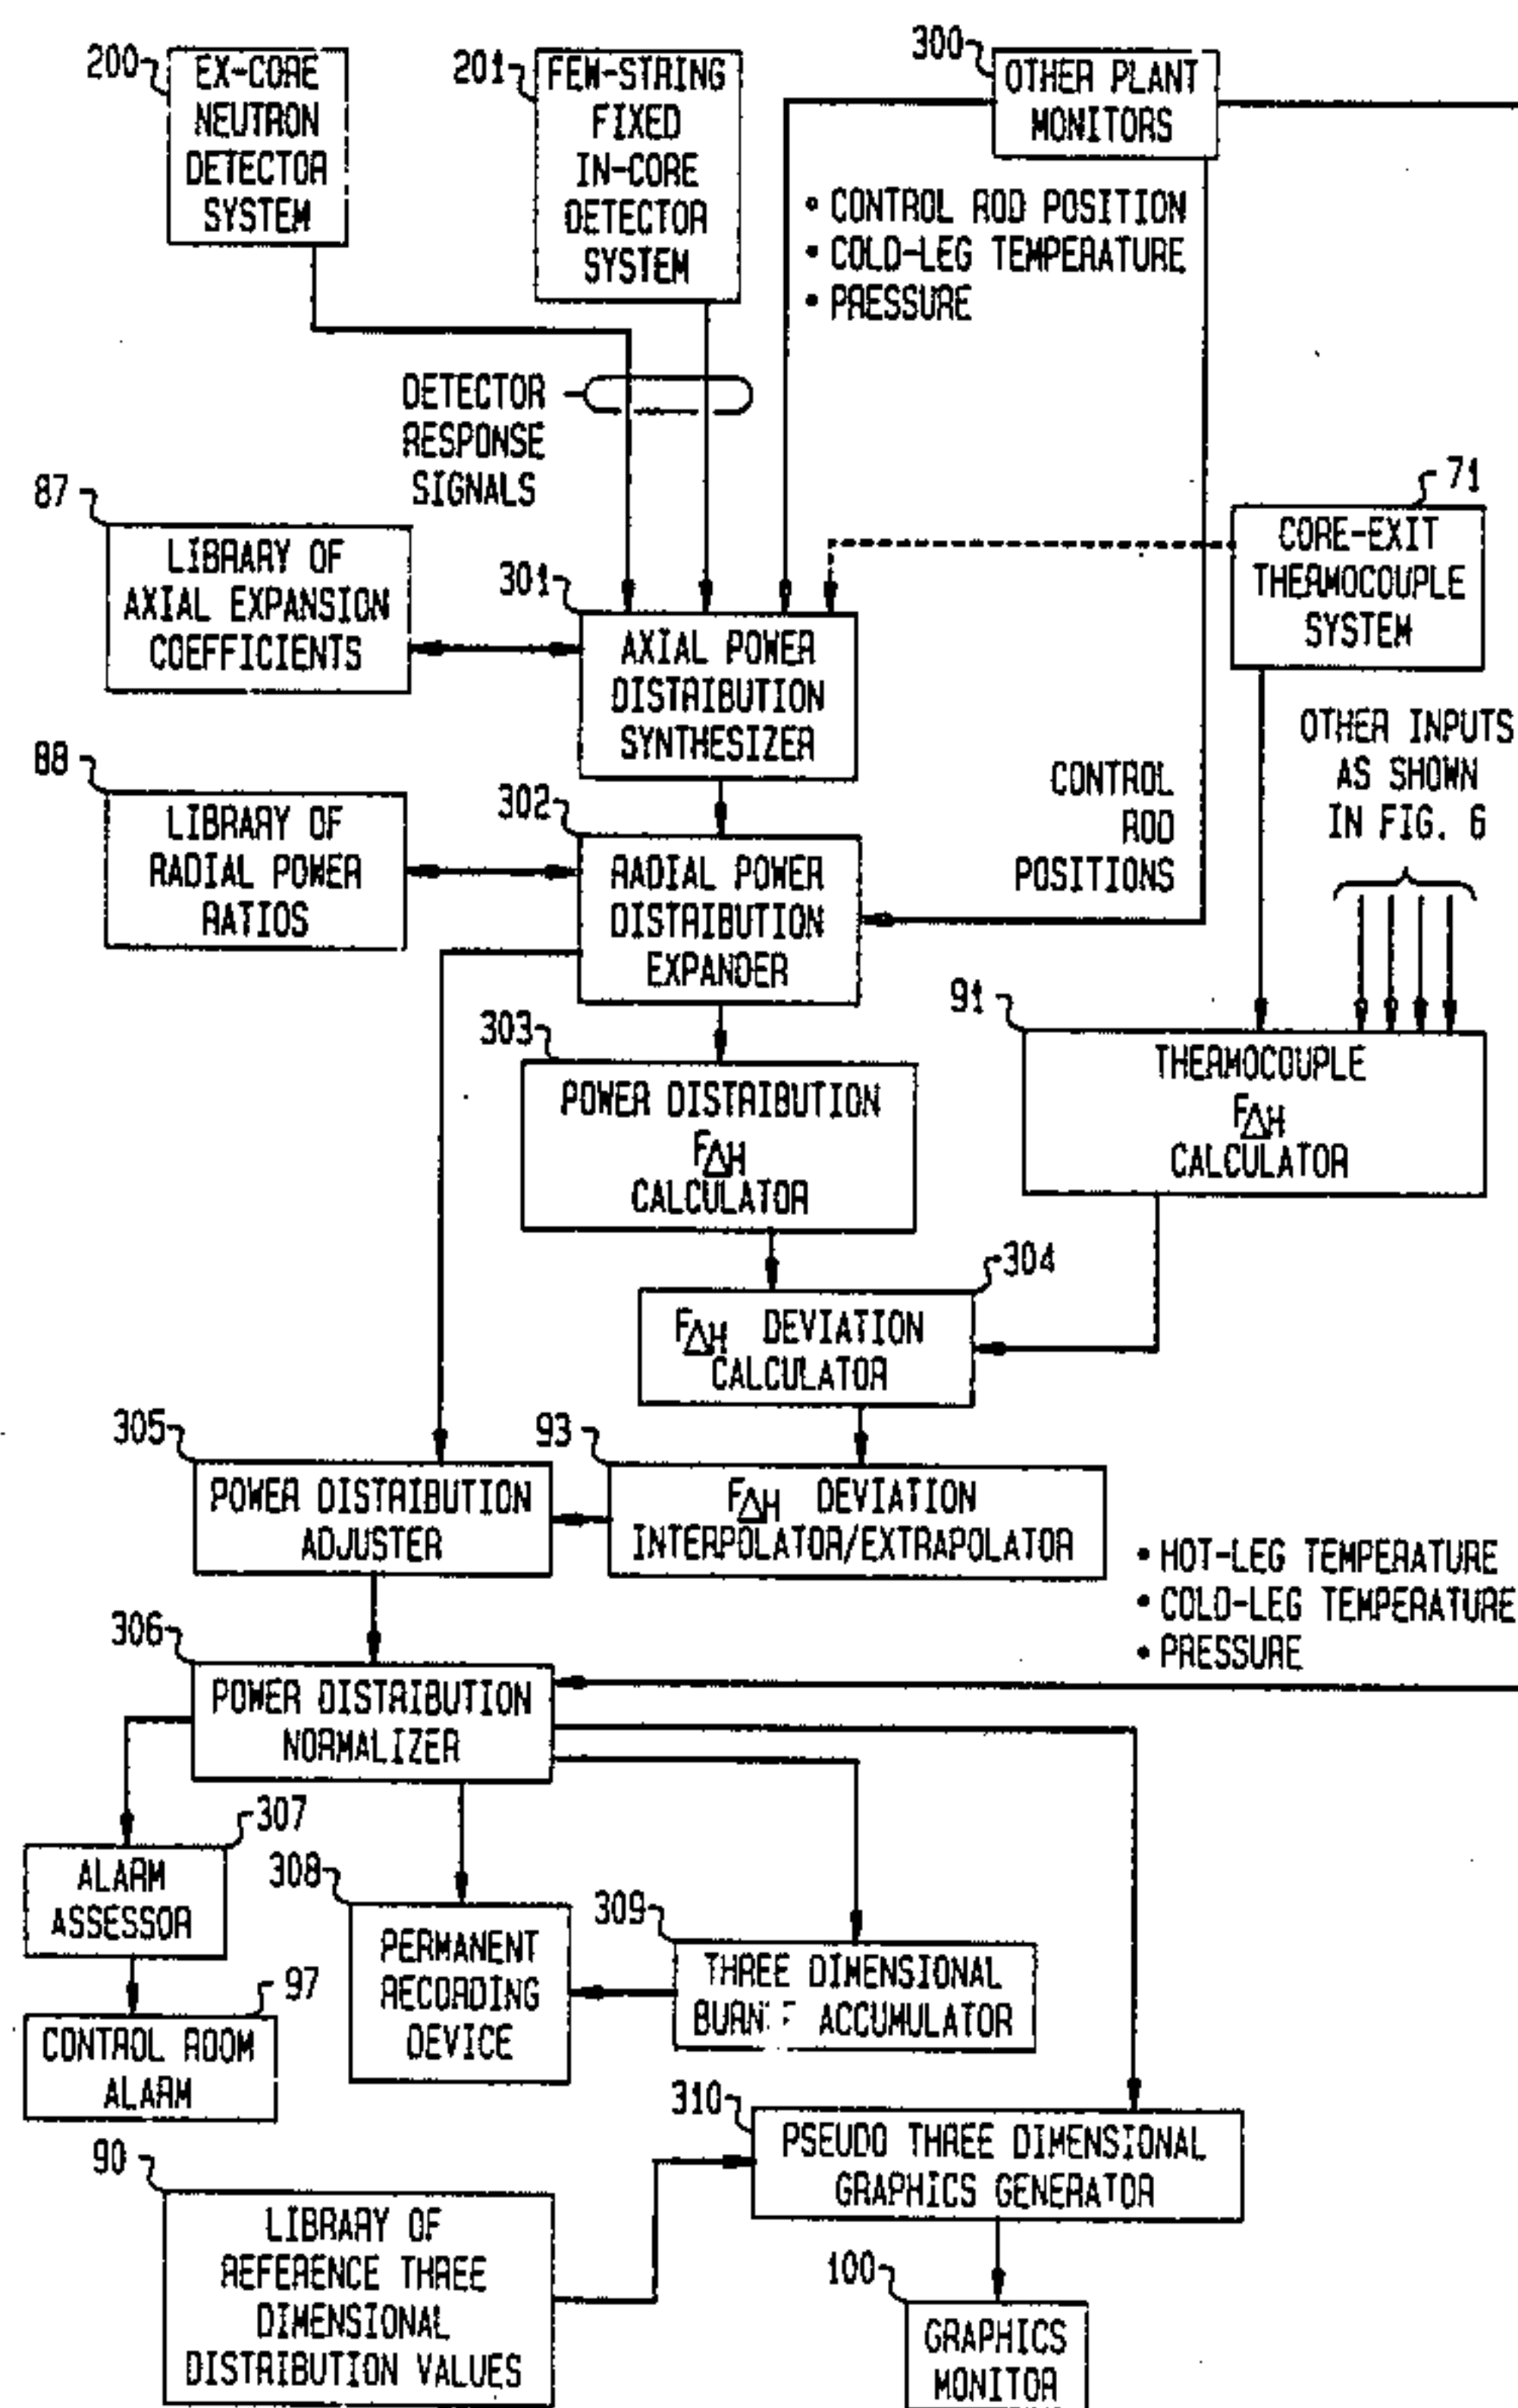 200
EX-CORE
NEUTRON
DETECTOR
SYSTEM
201
FEW-STRING
FIXED
IN-CORE
DETECTOR
SYSTEM
300
OTHER PLANT
MONITORS
• CONTROL ROD POSITION
• COLD-LEG TEMPERATURE
• PRESSURE
DETECTOR
RESPONSE
SIGNALS
87
LIBRARY OF
AXIAL EXPANSION
COEFFICIENTS
301
AXIAL POWER
DISTRIBUTION
SYNTHESIZER
71
CORE-EXIT
THERMOCOUPLE
SYSTEM
OTHER INPUTS
AS SHOWN
IN FIG. 6
88
LIBRARY OF
RADIAL POWER
RATIOS
302
RADIAL POWER
DISTRIBUTION
EXPANDER
CONTROL
ROD
POSITIONS
303
POWER DISTRIBUTION
FΔH
CALCULATOR
91
THERMOCOUPLE
FΔH
CALCULATOR
304
FΔH DEVIATION
CALCULATOR
305
POWER DISTRIBUTION
ADJUSTER
93
FΔH DEVIATION
INTERPOLATOR/EXTRAPOLATOR
• HOT-LEG TEMPERATURE
• COLD-LEG TEMPERATURE
• PRESSURE
306
POWER DISTRIBUTION
NORMALIZER
307
ALARM
ASSESSOR
97
CONTROL ROOM
ALARM
308
PERMANENT
RECORDING
DEVICE
309
THREE DIMENSIONAL
ACCUMULATOR
310
PSEUDO THREE DIMENSIONAL
GRAPHICS GENERATOR
90
LIBRARY OF
REFERENCE THREE
DIMENSIONAL
DISTRIBUTION VALUES
100
GRAPHICS
MONITOR